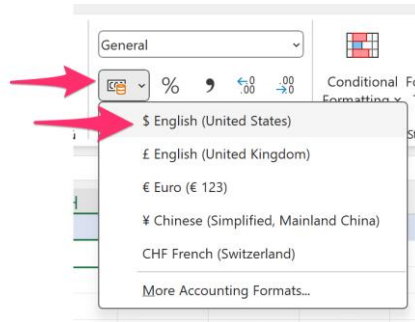 General
% , ←0 .00 .00 →0
Conditional
Formatting
$ English (United States)
£ English (United Kingdom)
€ Euro (€ 123)
¥ Chinese (Simplified, Mainland China)
CHF French (Switzerland)
More Accounting Formats...